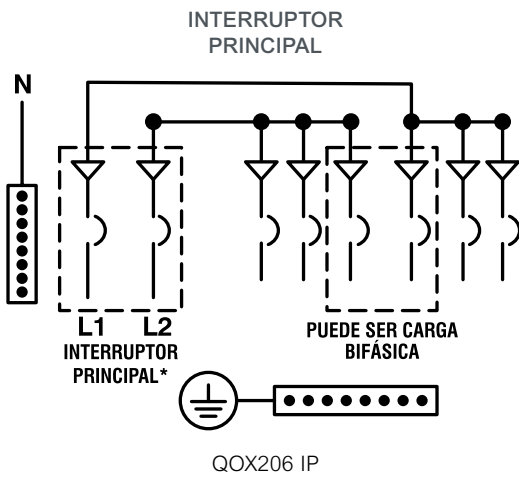 INTERRUPTOR
PRINCIPAL
N
L1 L2
INTERRUPTOR
PRINCIPAL*
PUEDE SER CARGA
BIFÁSICA
QOX206 IP